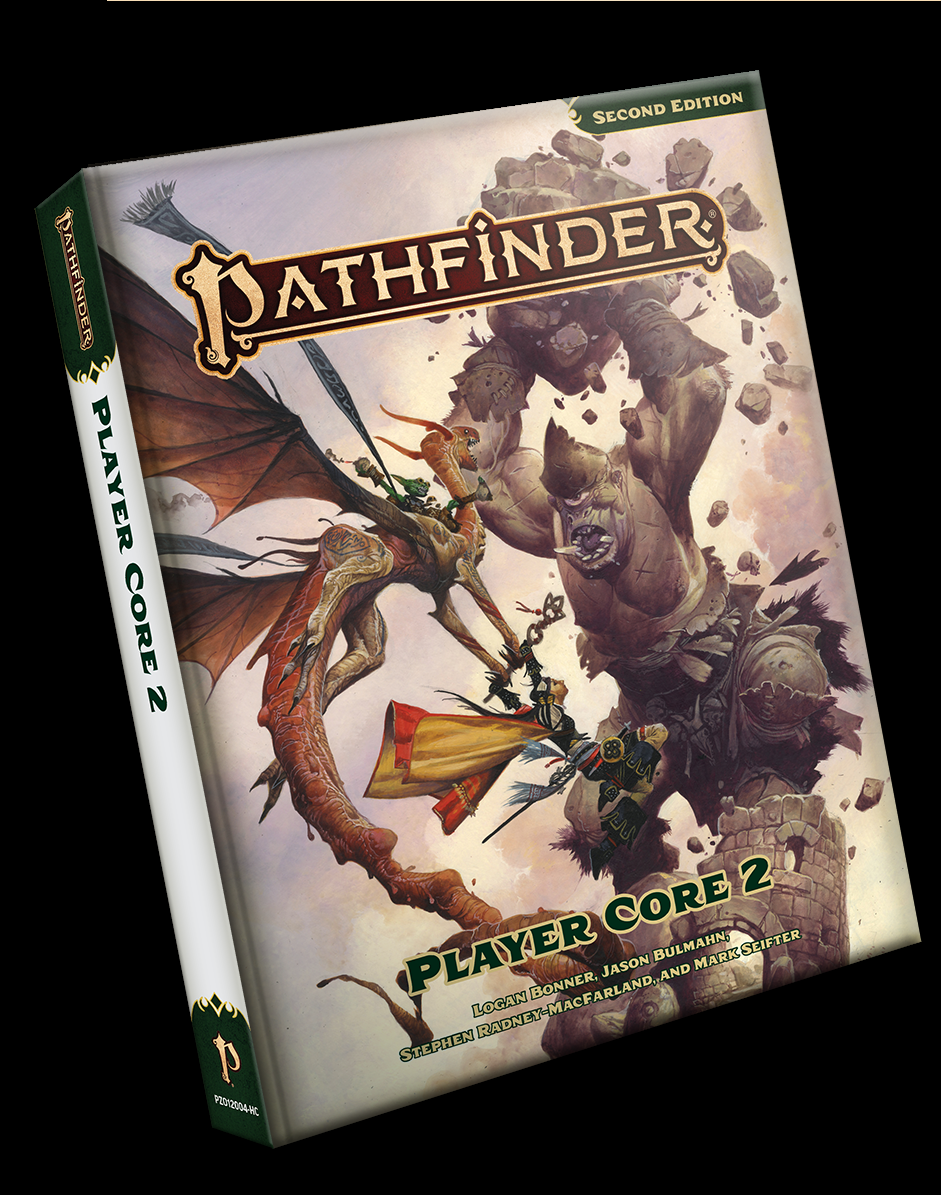 SECOND EDITION
PATHFINDER®
PLAYER CORE 2
LOGAN BONNER, JASON BULMAHN,
STEPHEN RADNEY-MACFARLAND, AND MARK SEIFTER
PATHFINDER
PLAYER CORE 2
P
PZO12004-HC